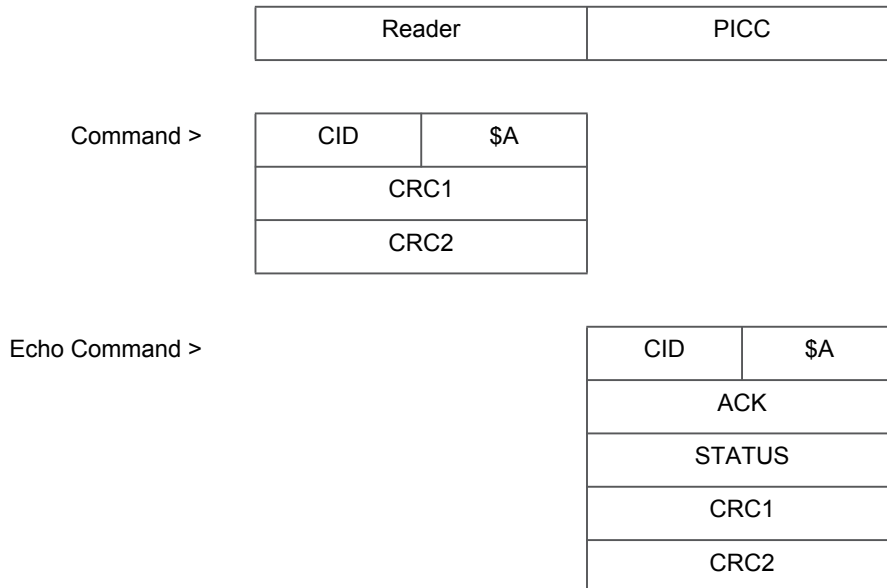 Reader PICC
Command > CID $A
CRC1
CRC2
Echo Command > CID $A
ACK
STATUS
CRC1
CRC2